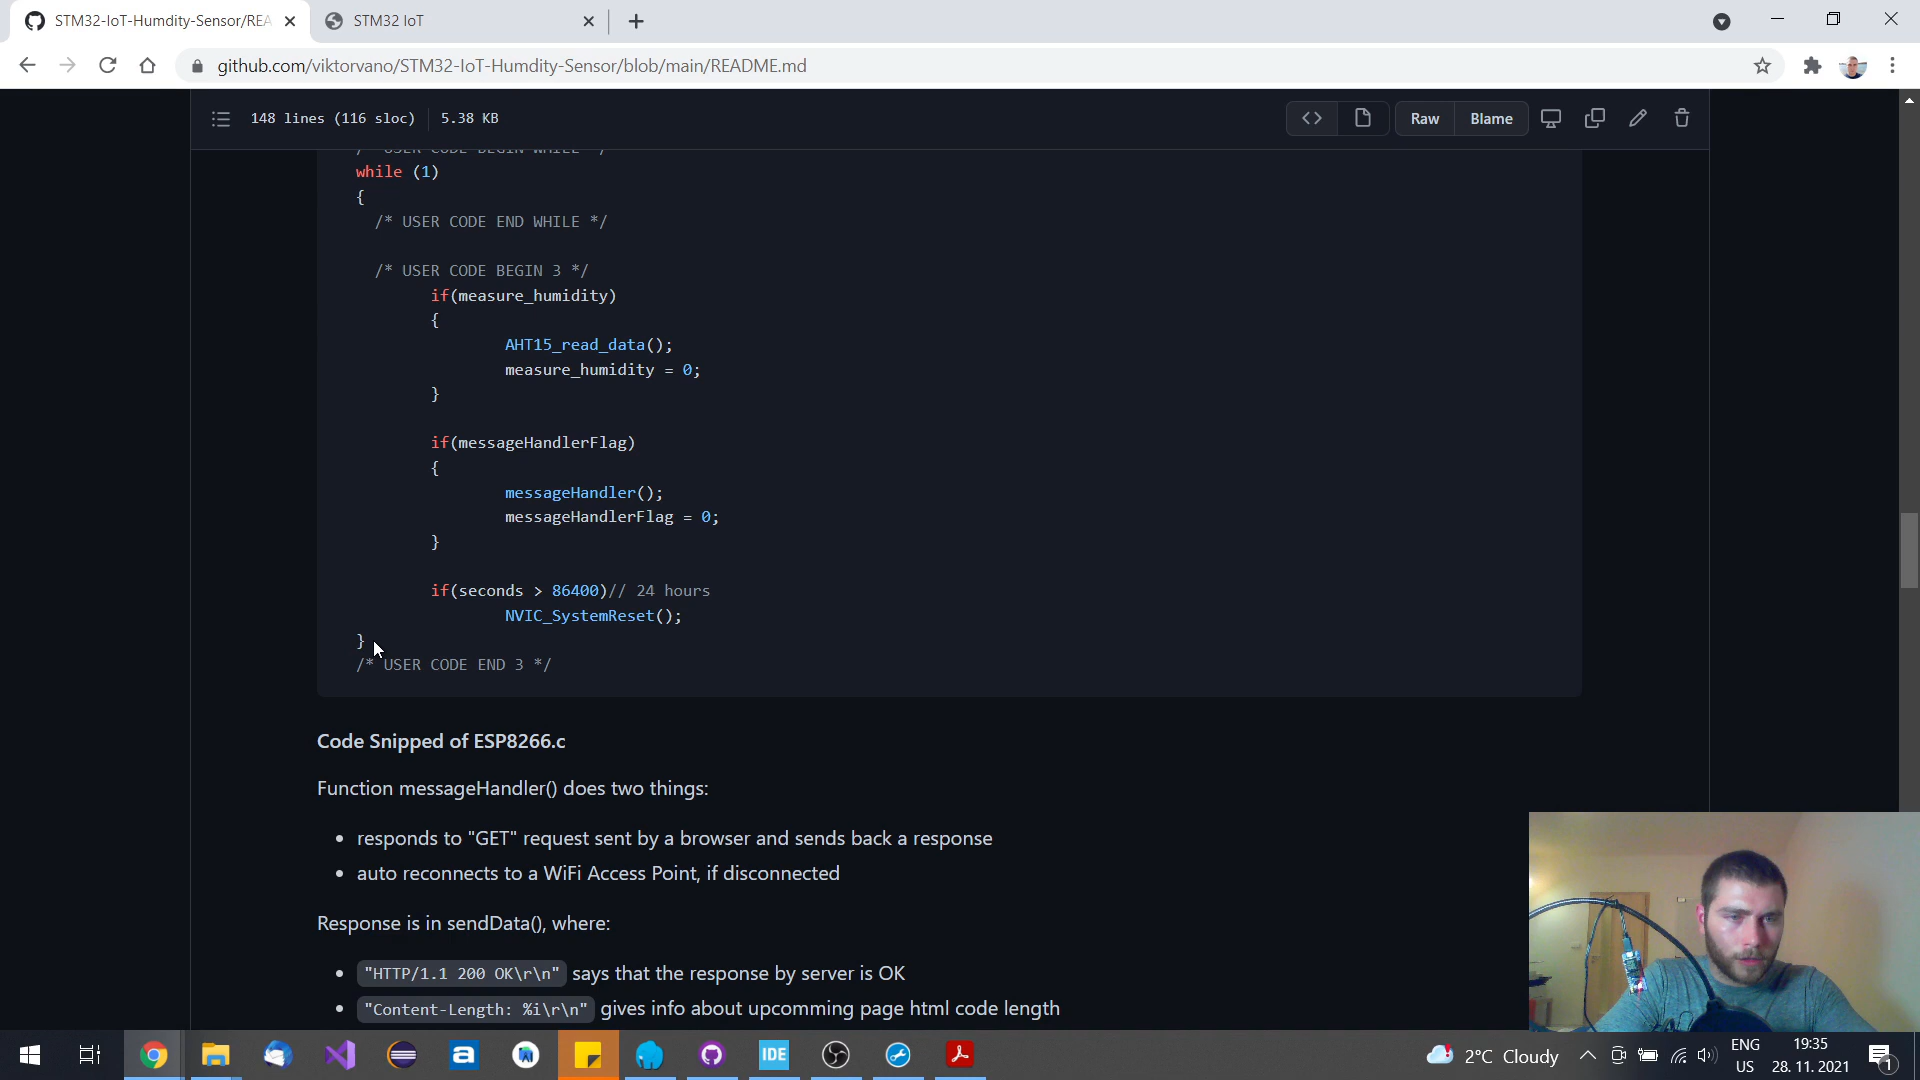 STM32-IoT-Humdity-Sensor/REA
STM32 IoT
github.com/viktorvano/STM32-IoT-Humdity-Sensor/blob/main/README.md
148 lines (116 sloc) 5.38 KB
Raw Blame
/* USER CODE BEGIN WHILE */
while (1)
{
/* USER CODE END WHILE */
/* USER CODE BEGIN 3 */
if(measure_humidity)
{
AHT15_read_data();
measure_humidity = 0;
}
if(messageHandlerFlag)
{
messageHandler();
messageHandlerFlag = 0;
}
if(seconds > 86400)// 24 hours
NVIC_SystemReset();
}
/* USER CODE END 3 */
Code Snipped of ESP8266.c
Function messageHandler() does two things:
• responds to "GET" request sent by a browser and sends back a response
• auto reconnects to a WiFi Access Point, if disconnected
Response is in sendData(), where:
• "HTTP/1.1 200 OK\r\n" says that the response by server is OK
• "Content-Length: %i\r\n" gives info about upcomming page html code length
a
IDE
2°C Cloudy
ENG
US
19:35
28. 11. 2021
1